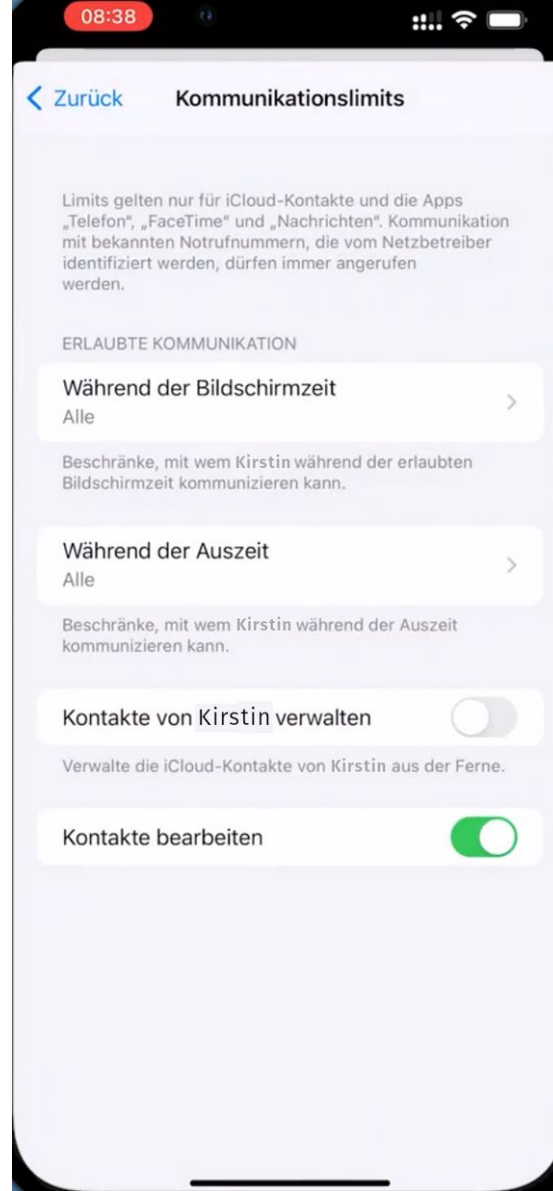 08:38
Zurück
Kommunikationslimits
Limits gelten nur für iCloud-Kontakte und die Apps
„Telefon“, „FaceTime“ und „Nachrichten“. Kommunikation
mit bekannten Notrufnummern, die vom Netzbetreiber
identifiziert werden, dürfen immer angerufen
werden.
ERLAUBTE KOMMUNIKATION
Während der Bildschirmzeit
Alle
Beschränke, mit wem Kirstin während der erlaubten
Bildschirmzeit kommunizieren kann.
Während der Auszeit
Alle
Beschränke, mit wem Kirstin während der Auszeit
kommunizieren kann.
Kontakte von Kirstin verwalten
Verwalte die iCloud-Kontakte von Kirstin aus der Ferne.
Kontakte bearbeiten